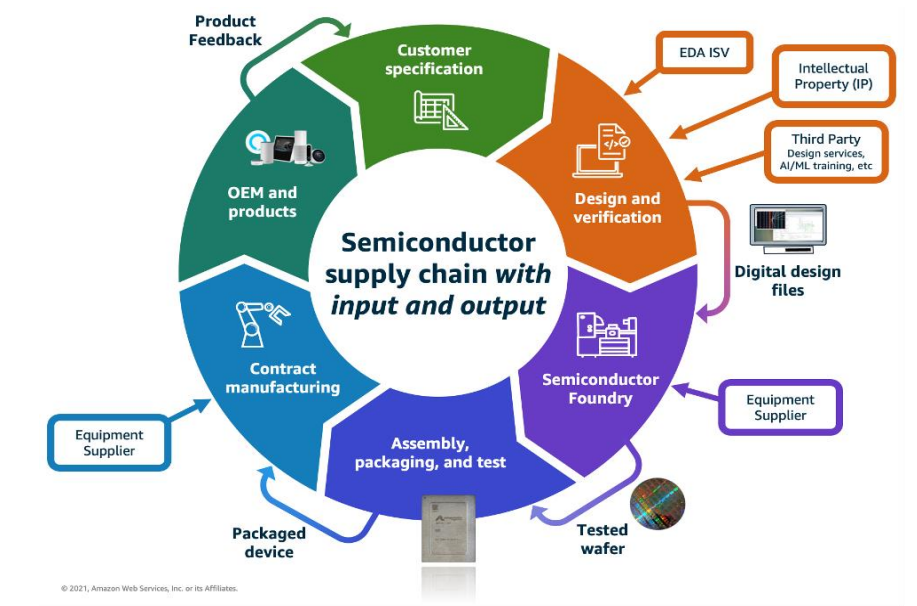 Product
Feedback
Customer
specification
EDA ISV
Intellectual
Property (IP)
Third Party
Design services,
AI/ML training, etc
</>
Design and
verification
OEM and
products
Semiconductor
supply chain with
input and output
Digital design
files
Contract
manufacturing
Semiconductor
Foundry
Equipment
Supplier
Equipment
Supplier
Assembly,
packaging, and test
Packaged
device
Tested
wafer
© 2021, Amazon Web Services, Inc. or its Affiliates.